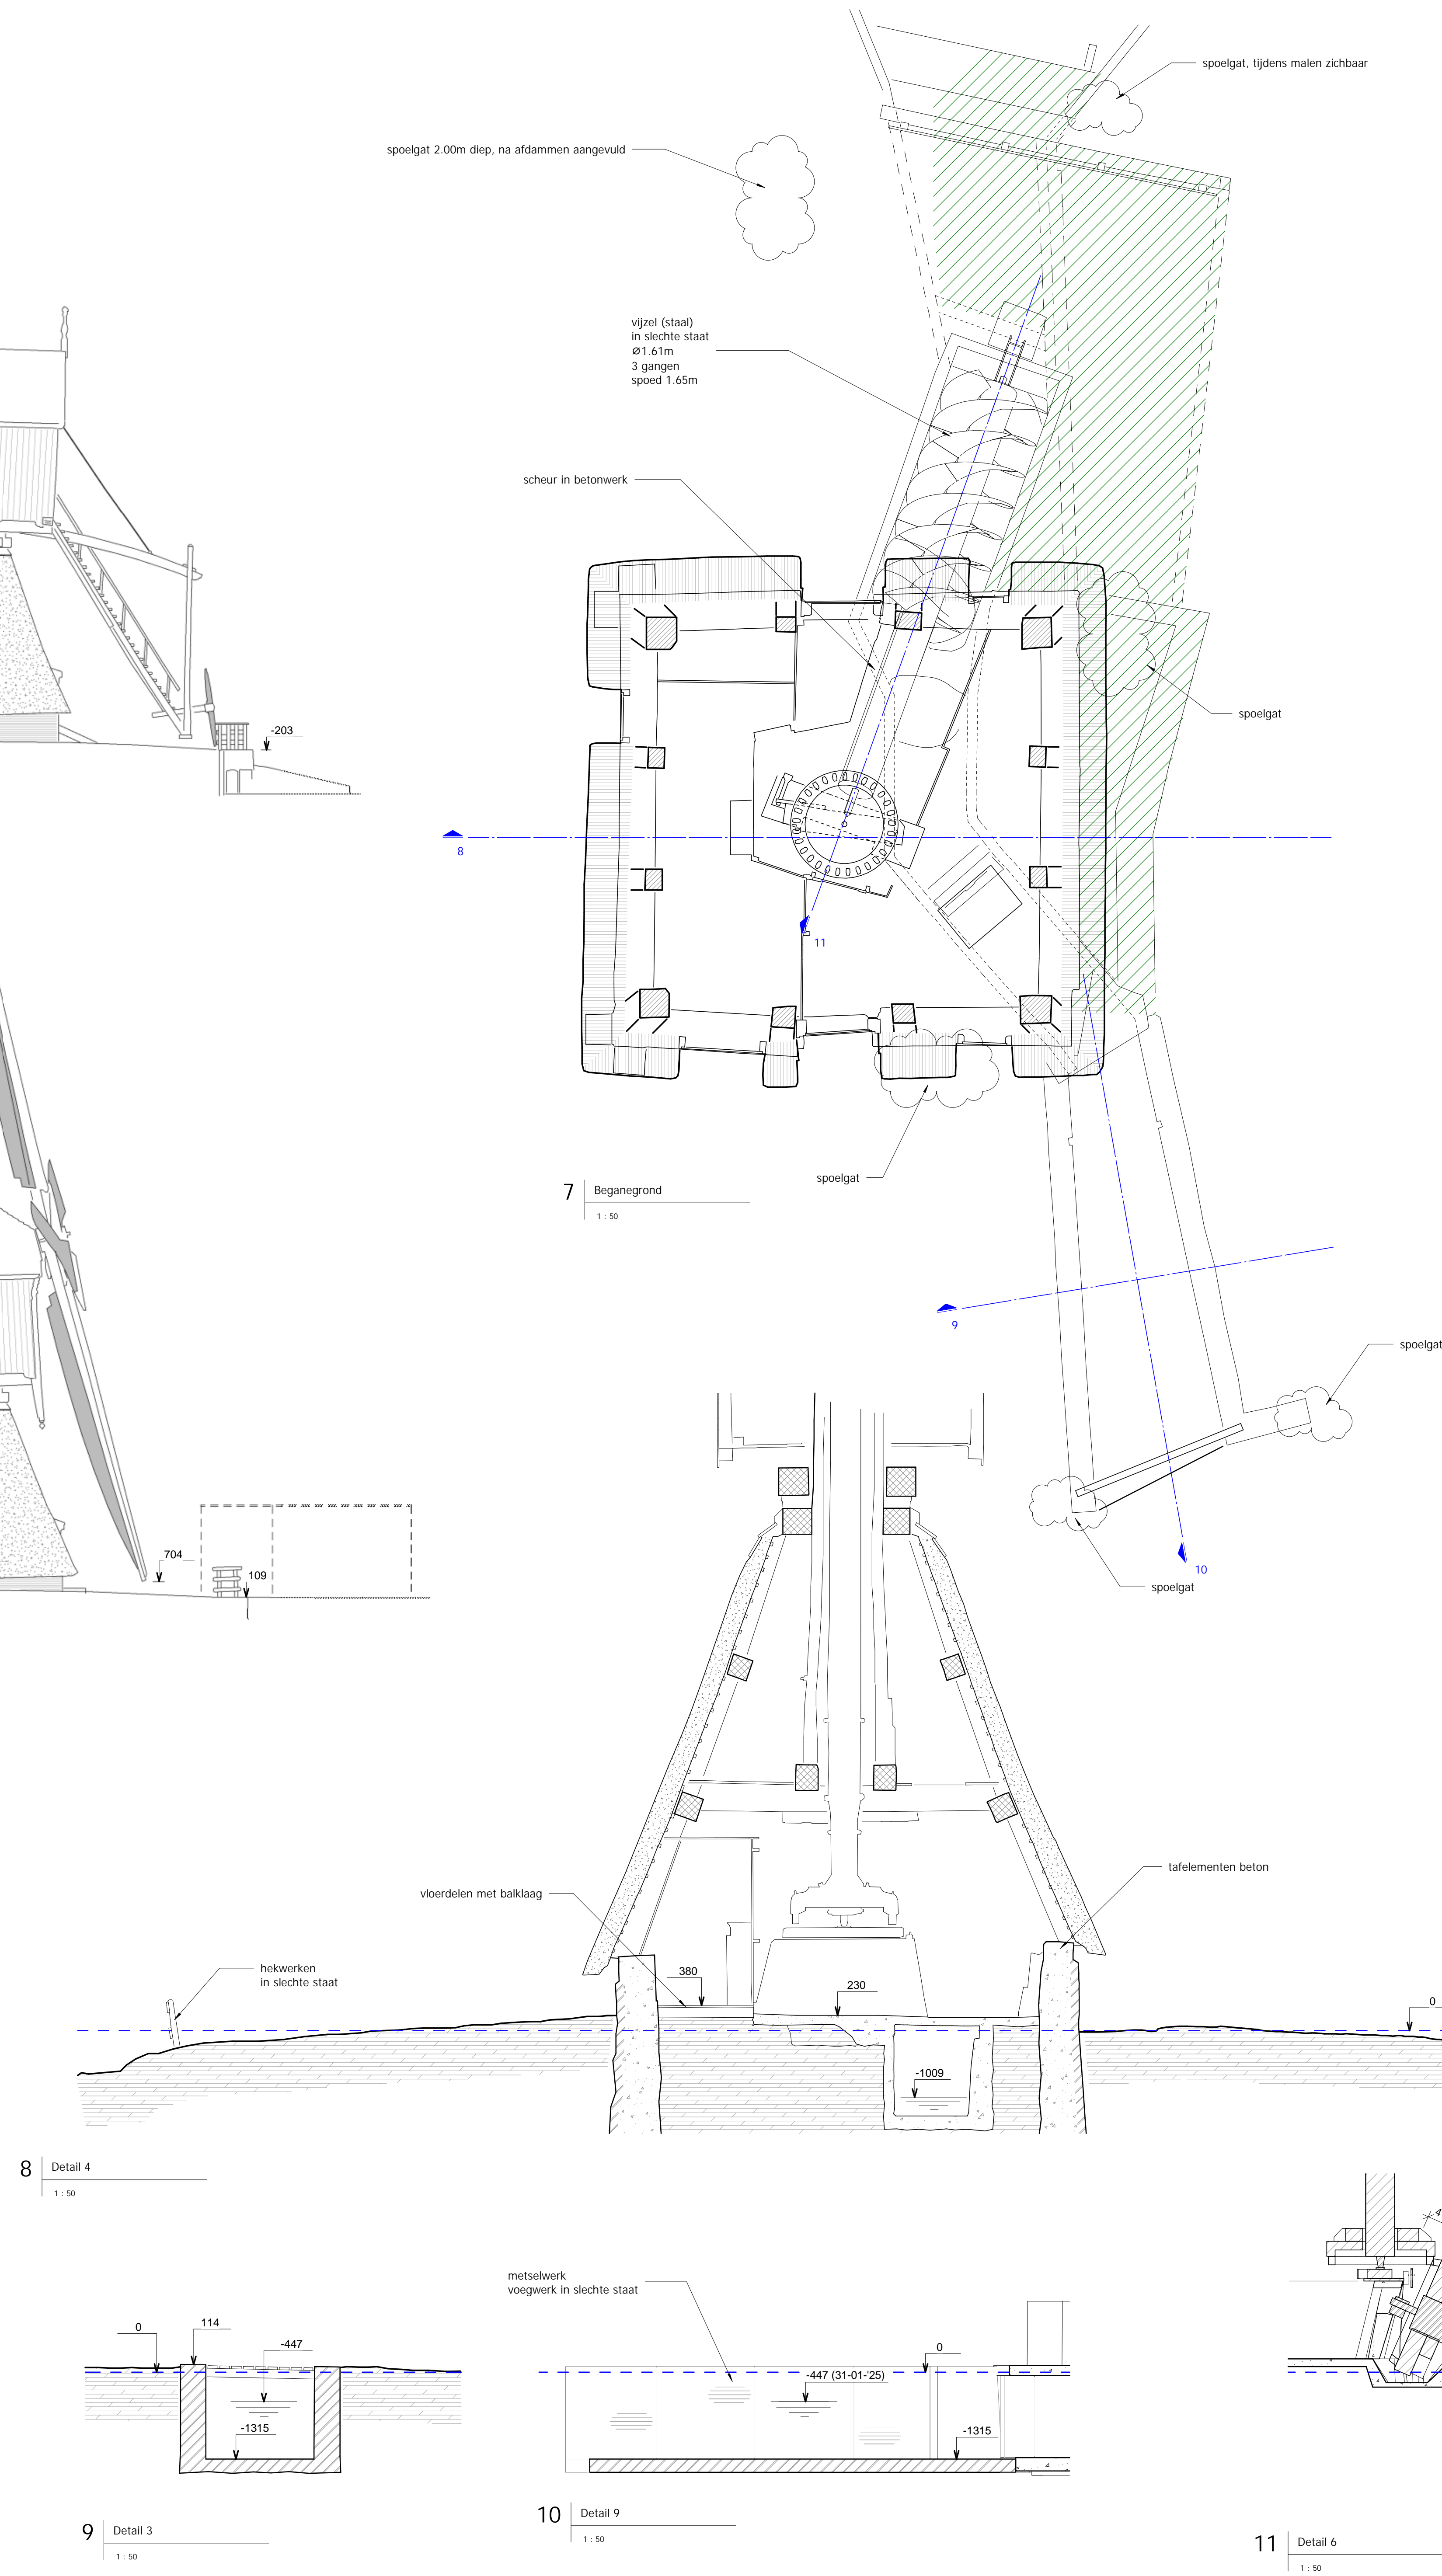 spoelgat, tijdens malen zichbaar
spoelgat 2.00m diep, na afdammen aangevuld
vijzel (staal)
in slechte staat
Ø1.61m
3 gangen
spoed 1.65m
scheur in betonwerk
-203
spoelgat
8
11
spoelgat
7
Beganegrond
1 : 50
9
spoelgat
10
spoelgat
704
109
tafelementen beton
vloerdelen met balklaag
hekwerken
in slechte staat
380
230
0
-1009
8
Detail 4
1 : 50
metselwerk
voegwerk in slechte staat
0
114
-447
-1315
0
-447 (31-01-'25)
-1315
9
Detail 3
1 : 50
10
Detail 9
1 : 50
11
Detail 6
1 : 50